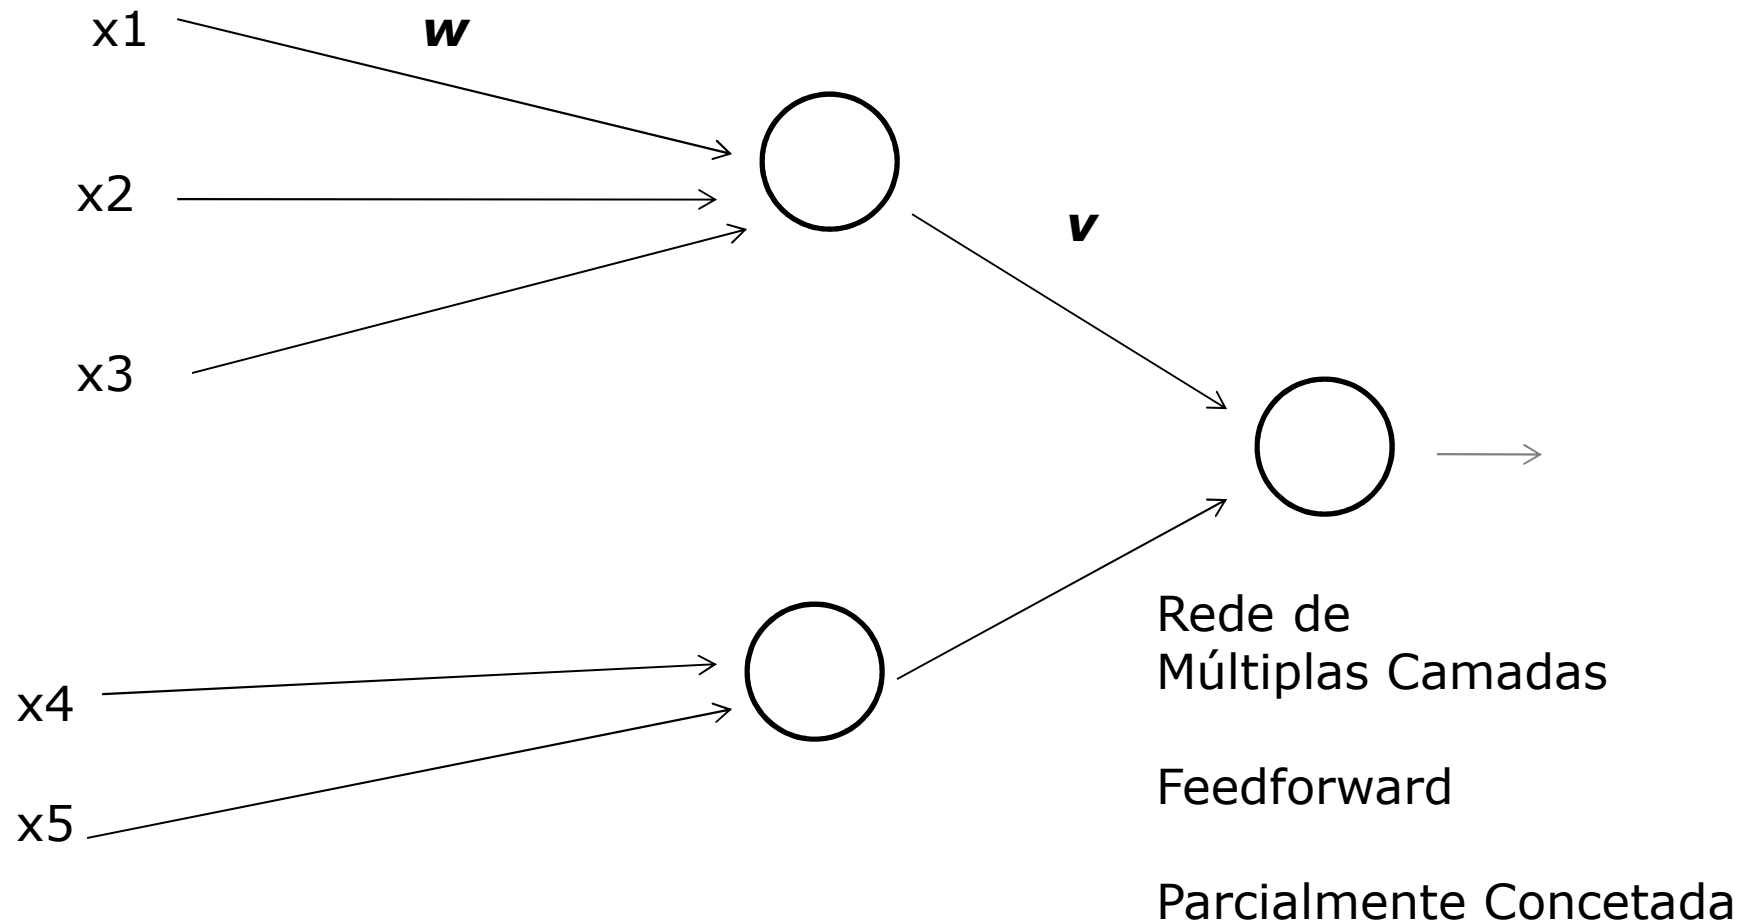 x1
w
x2
v
x3
Rede de
Múltiplas Camadas
x4
Feedforward
x5
Parcialmente Concetada